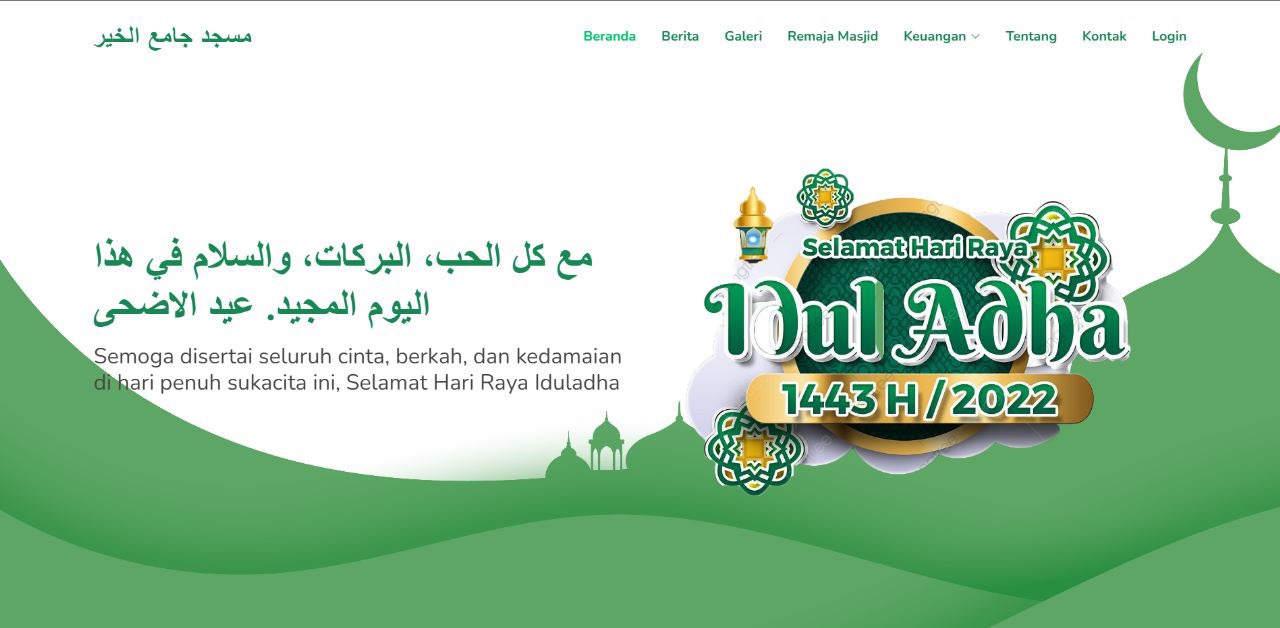 مسجد جامع الخير
Beranda Berita Galeri Remaja Masjid Keuangan Tentang Kontak Login
مع كل الحب، البركات، والسلام في هذا
اليوم المجيد. عيد الاضحى
Semoga disertai seluruh cinta, berkah, dan kedamaian
di hari penuh sukacita ini, Selamat Hari Raya Iduladha
Selamat Hari Raya
Idul Adha
1443 H / 2022